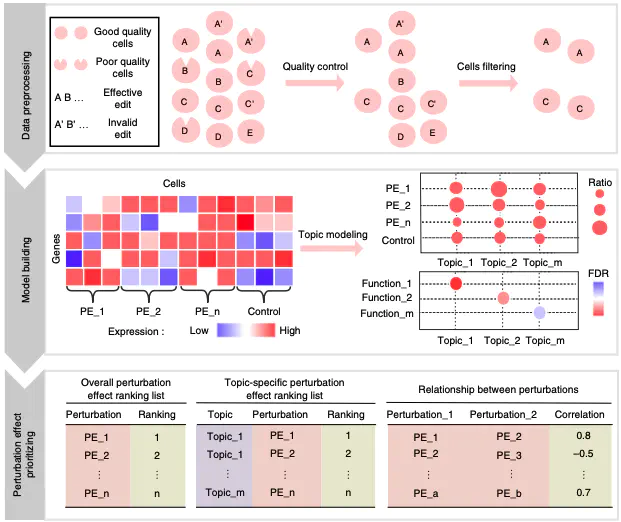 Data preprocessing
Good quality
cells
Poor quality
cells
A B ... Effective
edit
A' B' ... Invalid
edit
A'
A
A'
A
B
C
B
C
C
C'
D
D
E
Quality control
A'
A
A
B
C
C
C'
D
E
Cells filtering
A
A
C
C
Model building
Cells
Genes
PE_1 PE_2 PE_n Control
Expression : Low High
Topic modeling
PE_1
PE_2
PE_n
Control
Topic_1 Topic_2 Topic_m
Ratio
Function_1
Function_2
Function_m
Topic_1 Topic_2 Topic_m
FDR
Perturbation effect
prioritizing
Overall perturbation
effect ranking list
Perturbation Ranking
PE_1 1
PE_2 2
⋮ ⋮
PE_n n
Topic-specific perturbation
effect ranking list
Topic Perturbation Ranking
Topic_1 PE_1 1
Topic_1 PE_2 2
⋮ ⋮ ⋮
Topic_m PE_n n
Relationship between perturbations
Perturbation_1 Perturbation_2 Correlation
PE_1 PE_2 0.8
PE_2 PE_3 –0.5
⋮ ⋮ ⋮
PE_a PE_b 0.7